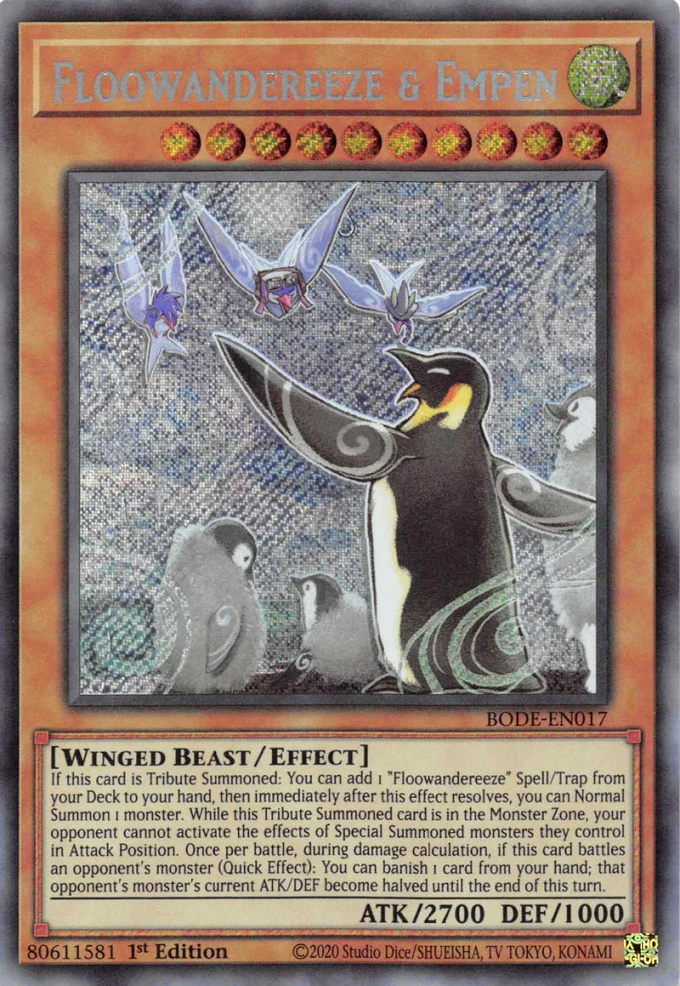 FLOOWANDEREEZE & EMPEN
BODE-EN017
[WINGED BEAST/EFFECT]
If this card is Tribute Summoned: You can add 1 "Floowandereeze" Spell/Trap from
your Deck to your hand, then immediately after this effect resolves, you can Normal
Summon 1 monster. While this Tribute Summoned card is in the Monster Zone, your
opponent cannot activate the effects of Special Summoned monsters they control
in Attack Position. Once per battle, during damage calculation, if this card battles
an opponent's monster (Quick Effect): You can banish 1 card from your hand; that
opponent's monster's current ATK/DEF become halved until the end of this turn.
ATK/2700 DEF/1000
80611581 1st Edition ©2020 Studio Dice/SHUEISHA, TV TOKYO, KONAMI